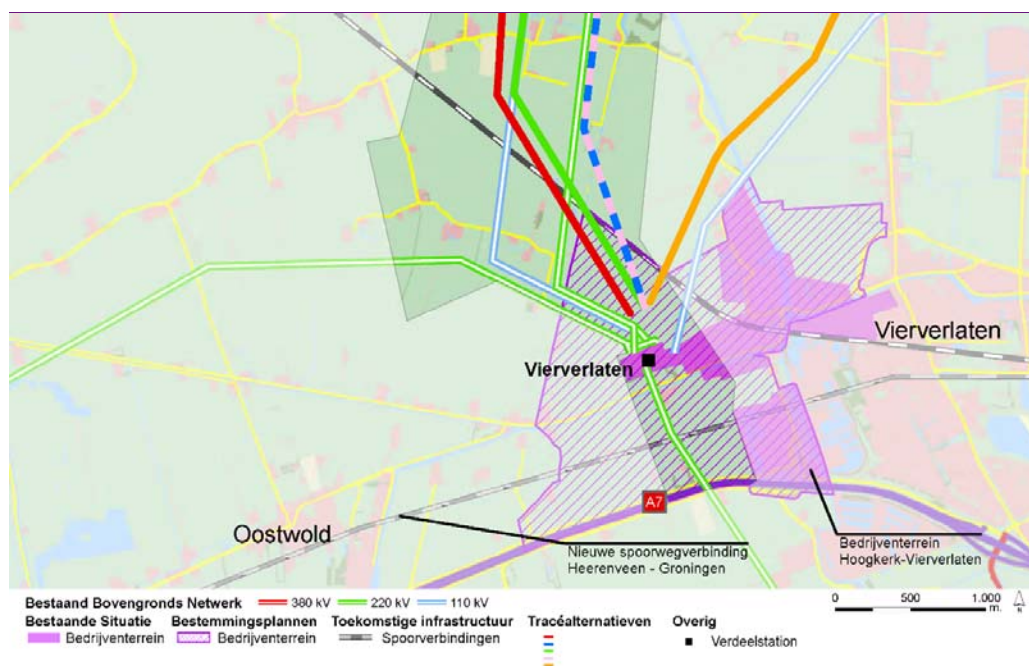 Vierverlaten
Vierverlaten
A7
Oostwold
Nieuwe spoorwegverbinding
Heerenveen - Groningen
Bedrijventerrein
Hoogkerk-Vierverlaten
Bestaand Bovengronds Netwerk 380 kV 220 kV 110 kV
0 500 1.000
m.
N
Bestaande Situatie Bestemmingsplannen Toekomstige infrastructuur Tracéalternatieven Overig
Bedrijventerrein Bedrijventerrein Spoorverbindingen Verdeelstation